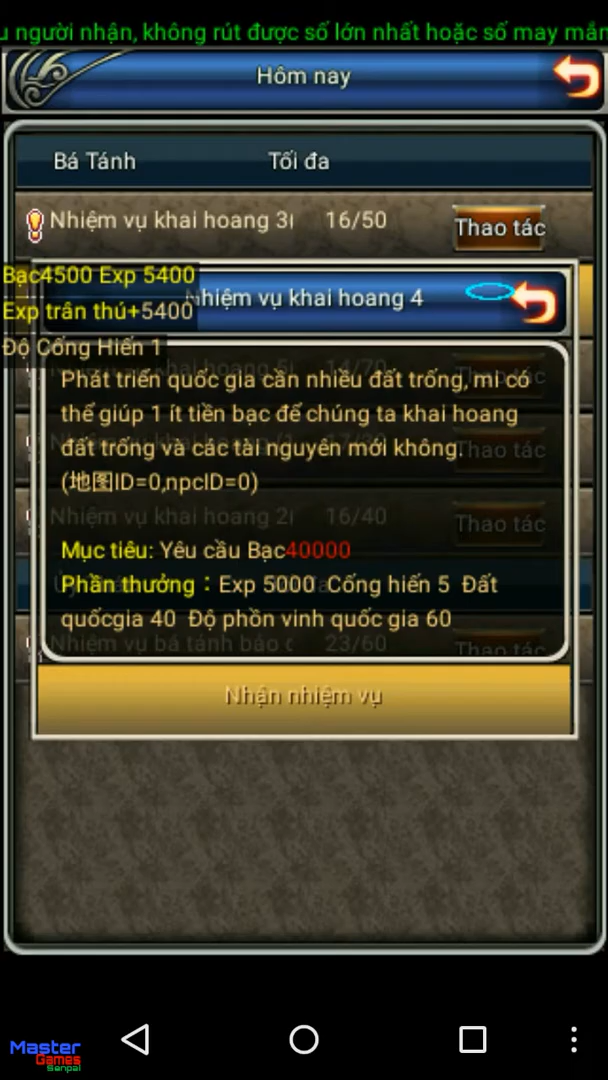 người nhận, không rút được số lớn nhất hoặc số may mắn
Hôm nay
Bá Tánh Tối đa
Nhiệm vụ khai hoang 3 16/50 Thao tác
Bạc4500 Exp 5400
Nhiệm vụ khai hoang 4
Exp trân thú+5400
Độ Cống Hiến 1
Phát triển quốc gia cần nhiều đất trống, mi có
thể giúp 1 ít tiền bạc để chúng ta khai hoang
đất trống và các tài nguyên mới không.
(地图ID=0,npcID=0)
Nhiệm vụ khai hoang 2 16/40 Thao tác
Mục tiêu: Yêu cầu Bạc40000
Phần thưởng : Exp 5000 Cống hiến 5 Đất
quốcgia 40 Độ phồn vinh quốc gia 60
Nhiệm vụ bá tánh bảo 23/60 Thao tác
Nhận nhiệm vụ
Master
Games
Senpai